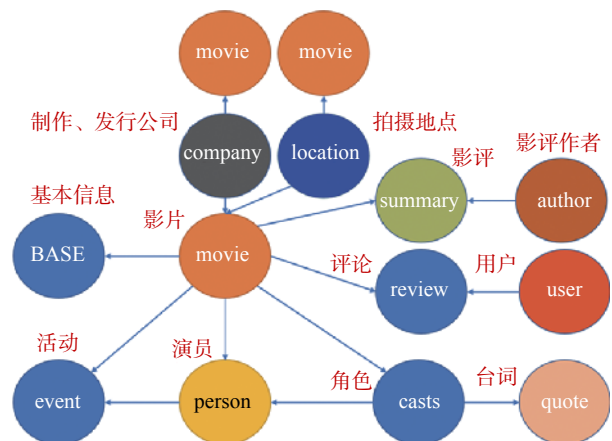 movie
movie
制作、发行公司
拍摄地点
company
location
影评
影评作者
基本信息
影片
summary
author
BASE
movie
评论
用户
review
user
活动
演员
角色
台词
event
person
casts
quote